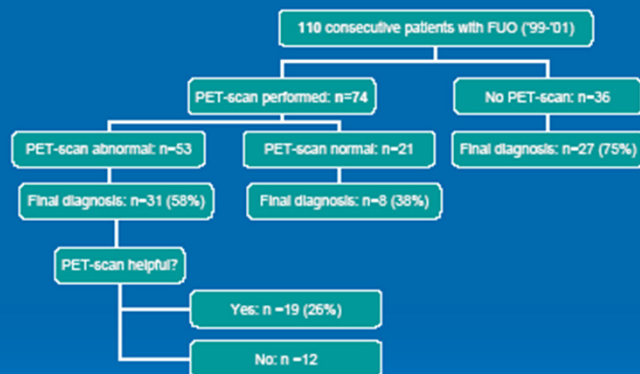 110 consecutive patients with FUO ('99-'01)
PET-scan performed: n=74
No PET-scan: n=36
PET-scan abnormal: n=53
PET-scan normal: n=21
Final diagnosis: n=27 (75%)
Final diagnosis: n=31 (58%)
Final diagnosis: n=8 (38%)
PET-scan helpful?
Yes: n =19 (26%)
No: n =12